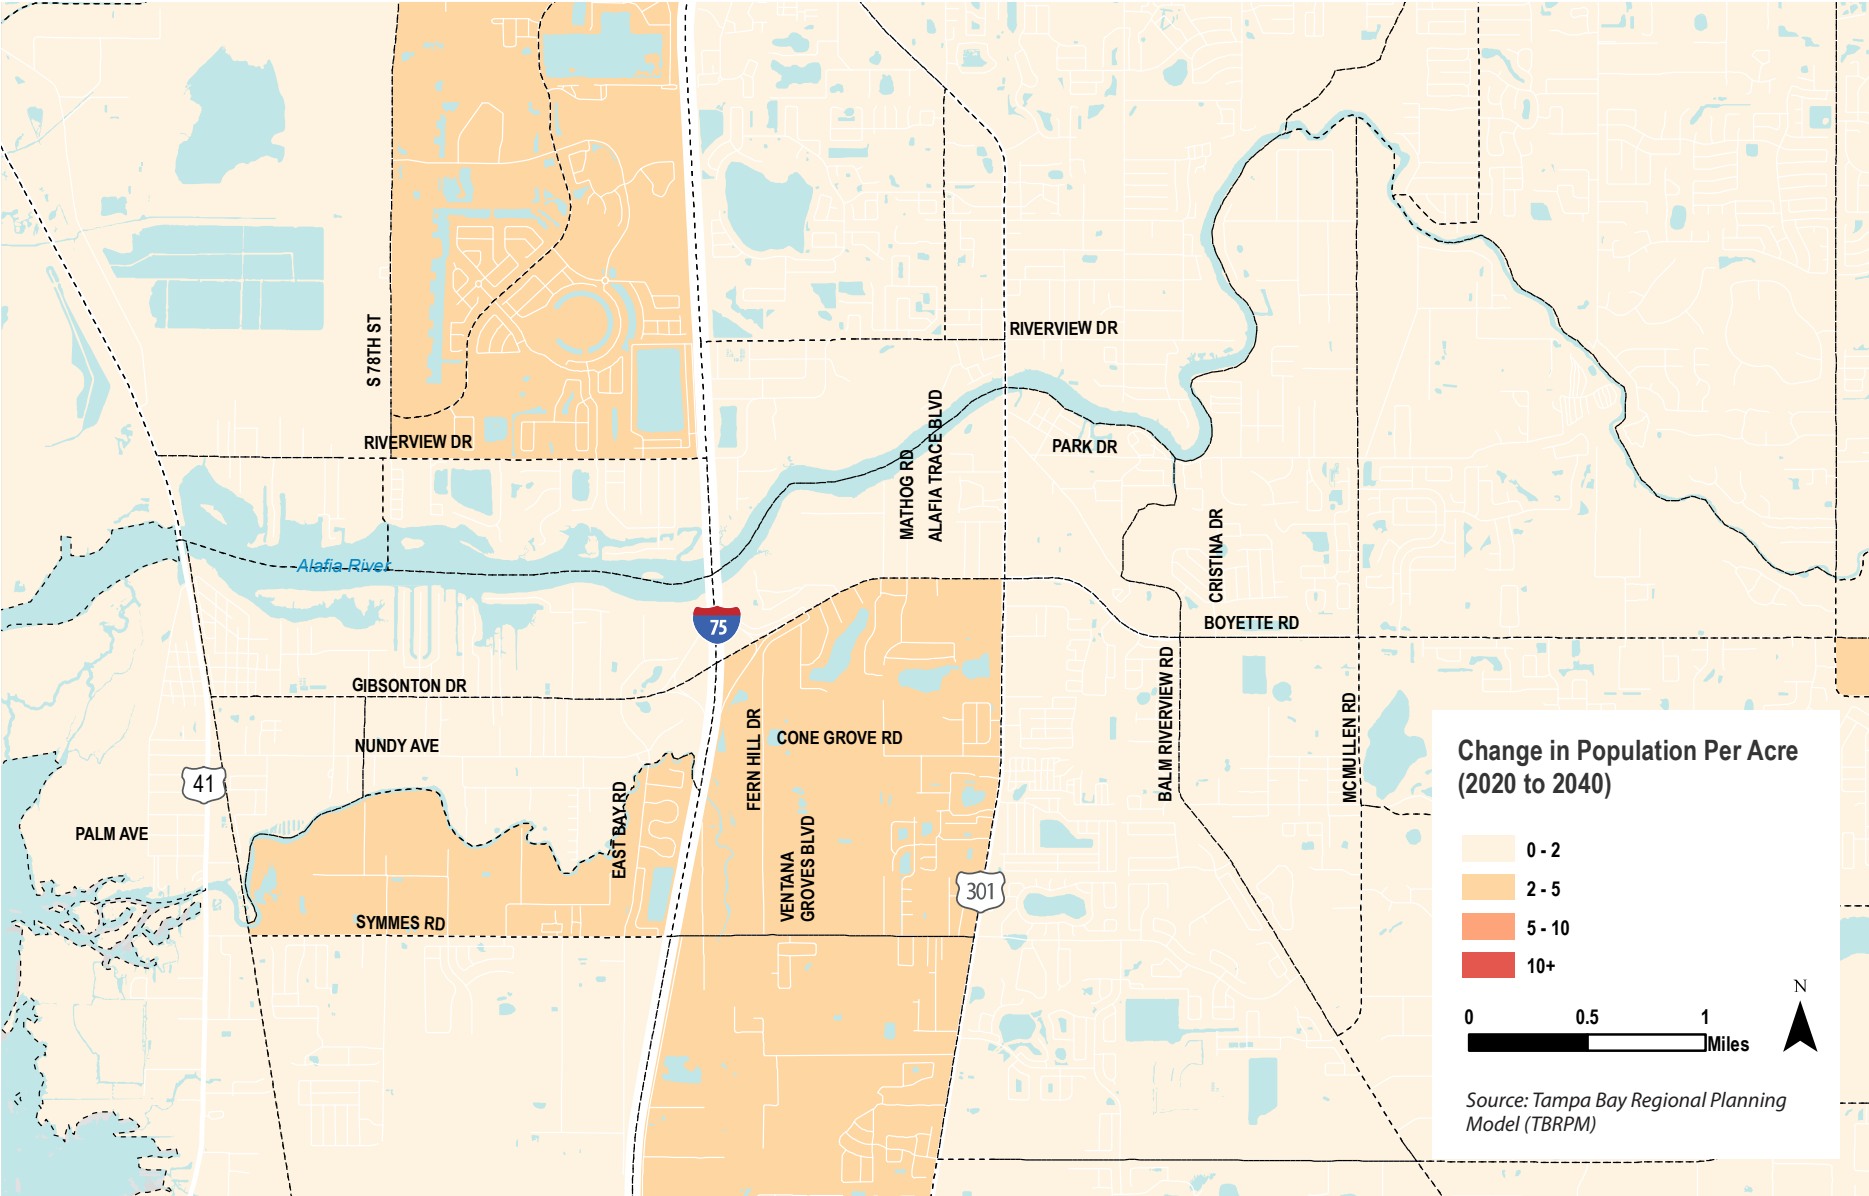 RIVERVIEW DR
S 78TH ST
RIVERVIEW DR
PARK DR
MATHOG RD
ALAFIA TRACE BLVD
CRISTINA DR
Alafia River
75
BOYETTE RD
GIBSONTON DR
NUNDY AVE
FERN HILL DR
CONE GROVE RD
BALM RIVERVIEW RD
MCMULLEN RD
41
PALM AVE
EAST BAY RD
VENTANA
GROVES BLVD
301
SYMMES RD
Change in Population Per Acre
(2020 to 2040)
0 - 2
2 - 5
5 - 10
10+
N
0 0.5 1
Miles
Source: Tampa Bay Regional Planning
Model (TBRPM)